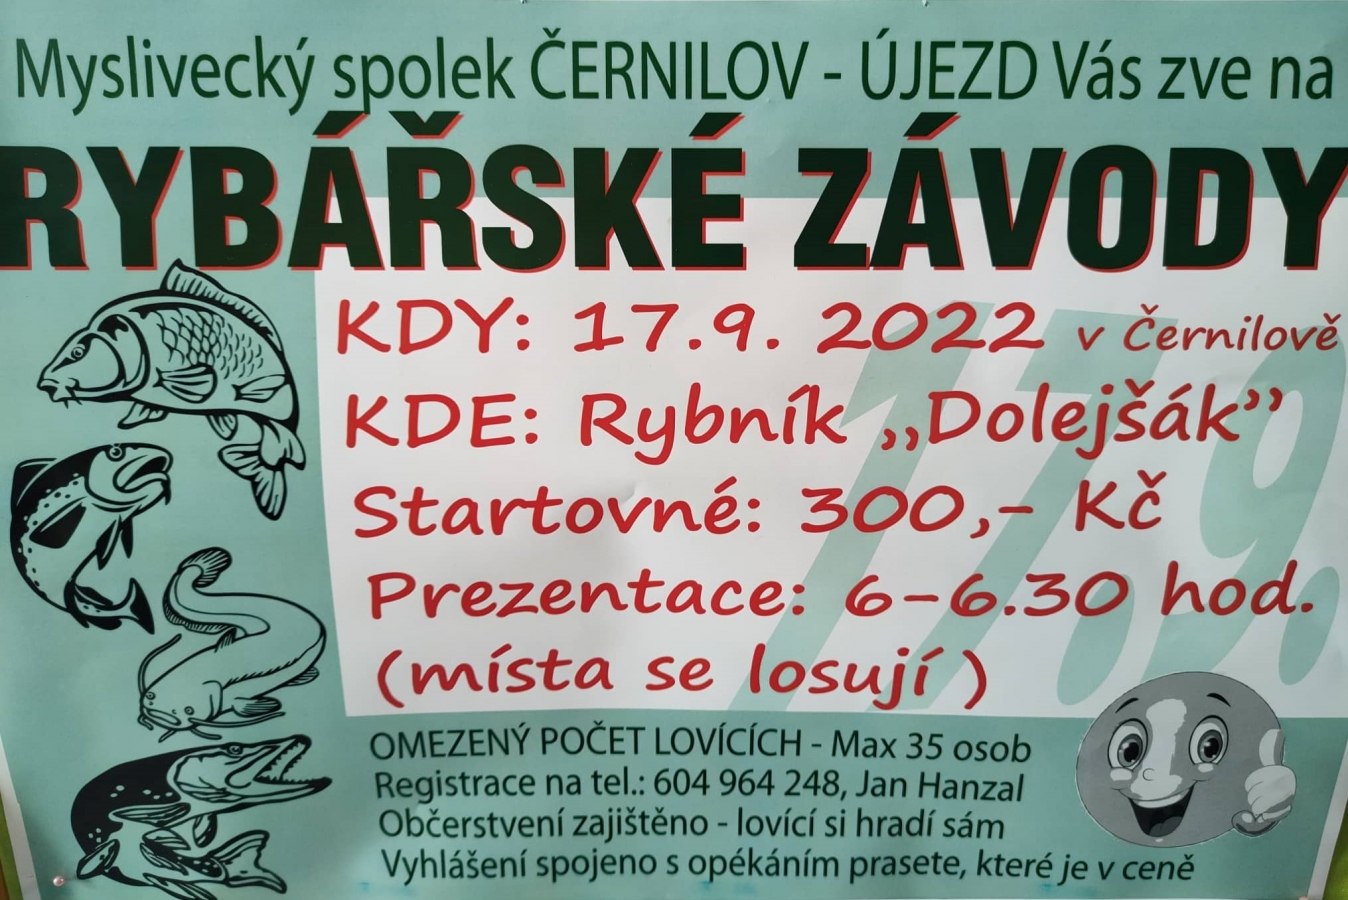 Myslivecký spolek ČERNILOV - ÚJEZD Vás zve na
RYBÁŘSKÉ ZÁVODY
KDY: 17.9. 2022 v Černilově
KDE: Rybník „Dolejšák”
Startovné: 300,- Kč
Prezentace: 6-6.30 hod.
(místa se losují)
17.9.
OMEZENÝ POČET LOVÍCÍCH - Max 35 osob
Registrace na tel.: 604 964 248, Jan Hanzal
Občerstvení zajištěno - lovící si hradí sám
Vyhlášení spojeno s opékáním prasete, které je v ceně